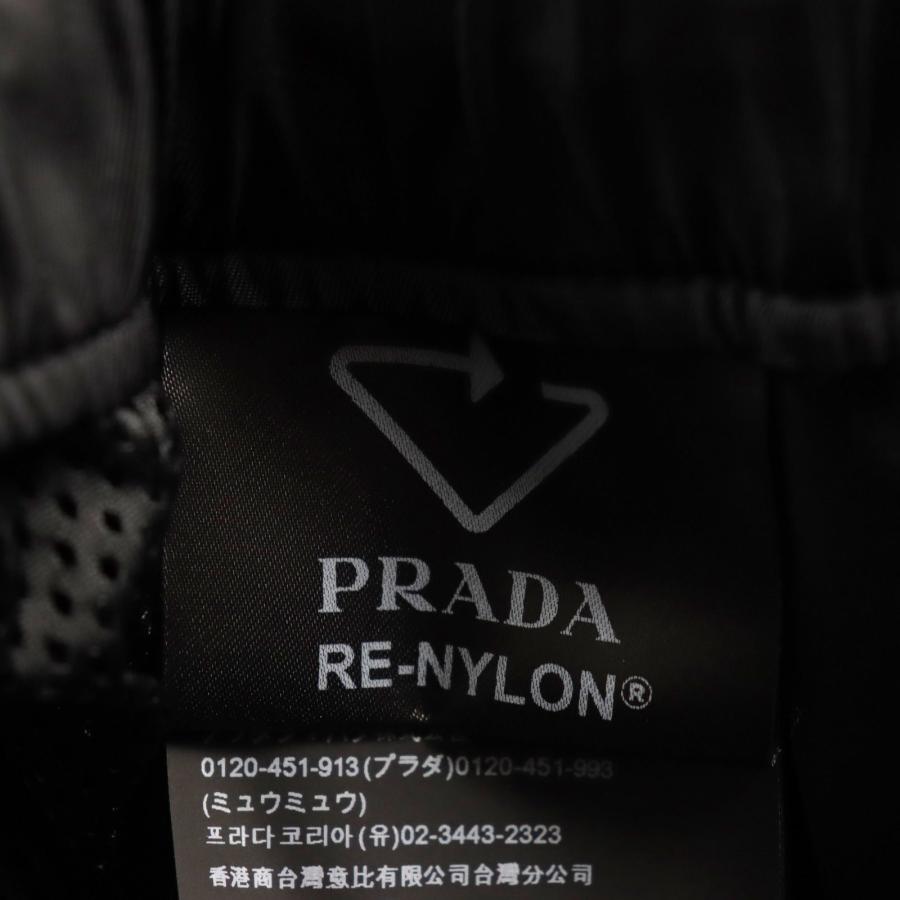 PRADA
RE-NYLON®
0120-451-913(プラダ)0120-451-993
(ミュウミュウ)
프라다코리아(유)02-3443-2323
香港商台灣意比有限公司台灣分公司